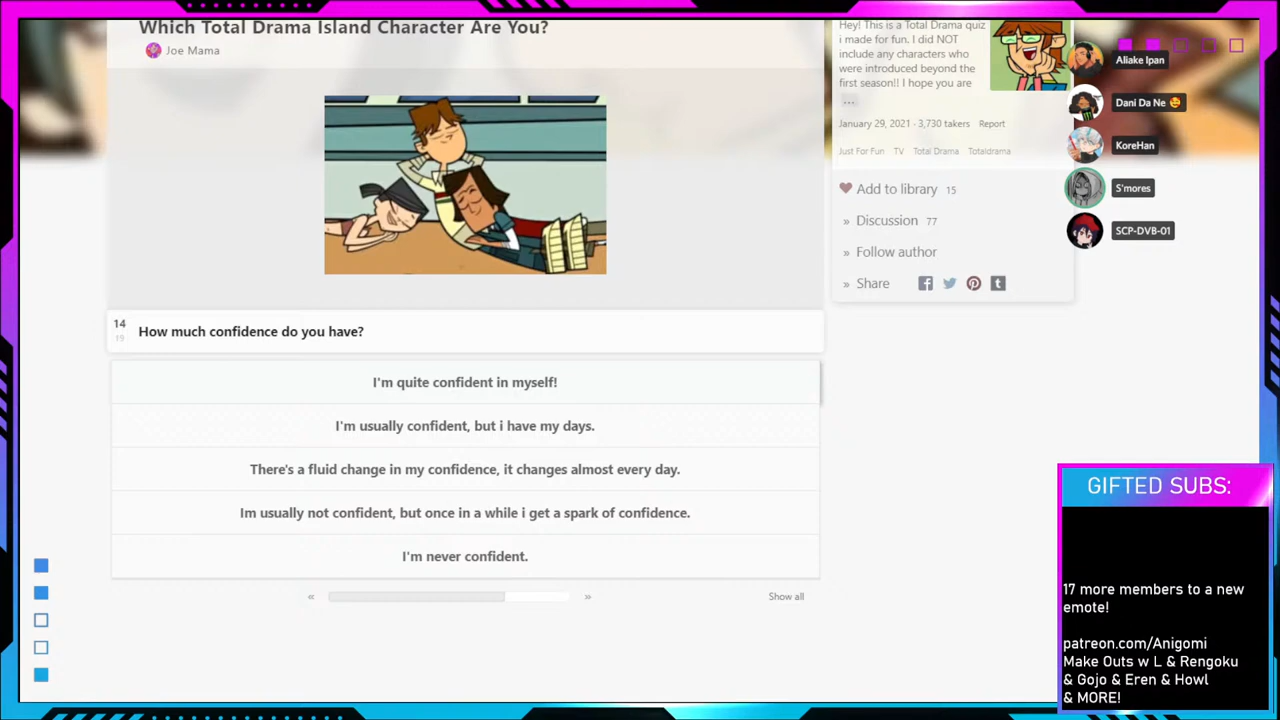 Which Total Drama Island Character Are You?
Joe Mama
14
19
How much confidence do you have?
I'm quite confident in myself!
I'm usually confident, but i have my days.
There's a fluid change in my confidence, it changes almost every day.
Im usually not confident, but once in a while i get a spark of confidence.
I'm never confident.
«
»
Show all
Hey! This is a Total Drama quiz
i made for fun. I did NOT
include any characters who
were introduced beyond the
first season!! I hope you are
...
January 29, 2021 · 3,730 takers Report
Just For Fun TV Total Drama Totaldrama
Add to library 15
» Discussion 77
» Follow author
» Share
Aliake Ipan
Dani Da Ne 🥰
KoreHan
S'mores
SCP-DVB-01
GIFTED SUBS:
17 more members to a new
emote!
patreon.com/Anigomi
Make Outs w L & Rengoku
& Gojo & Eren & Howl
& MORE!